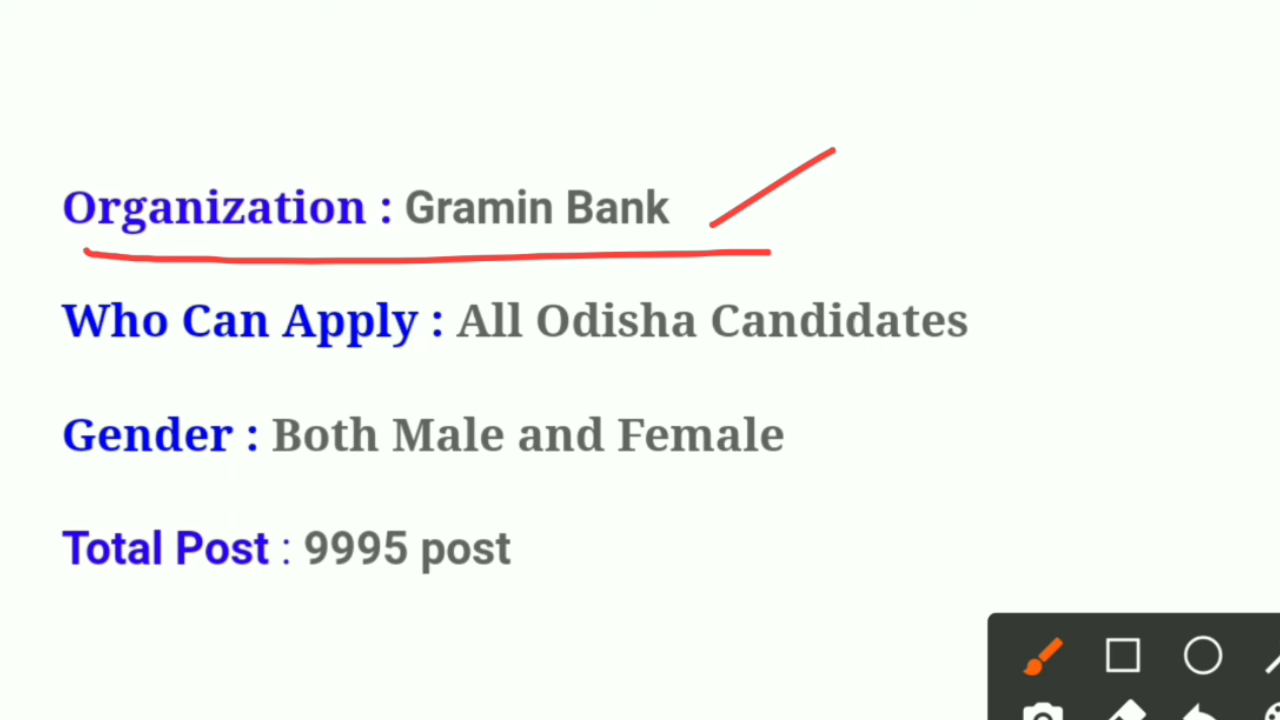 Organization : Gramin Bank
Who Can Apply : All Odisha Candidates
Gender : Both Male and Female
Total Post : 9995 post